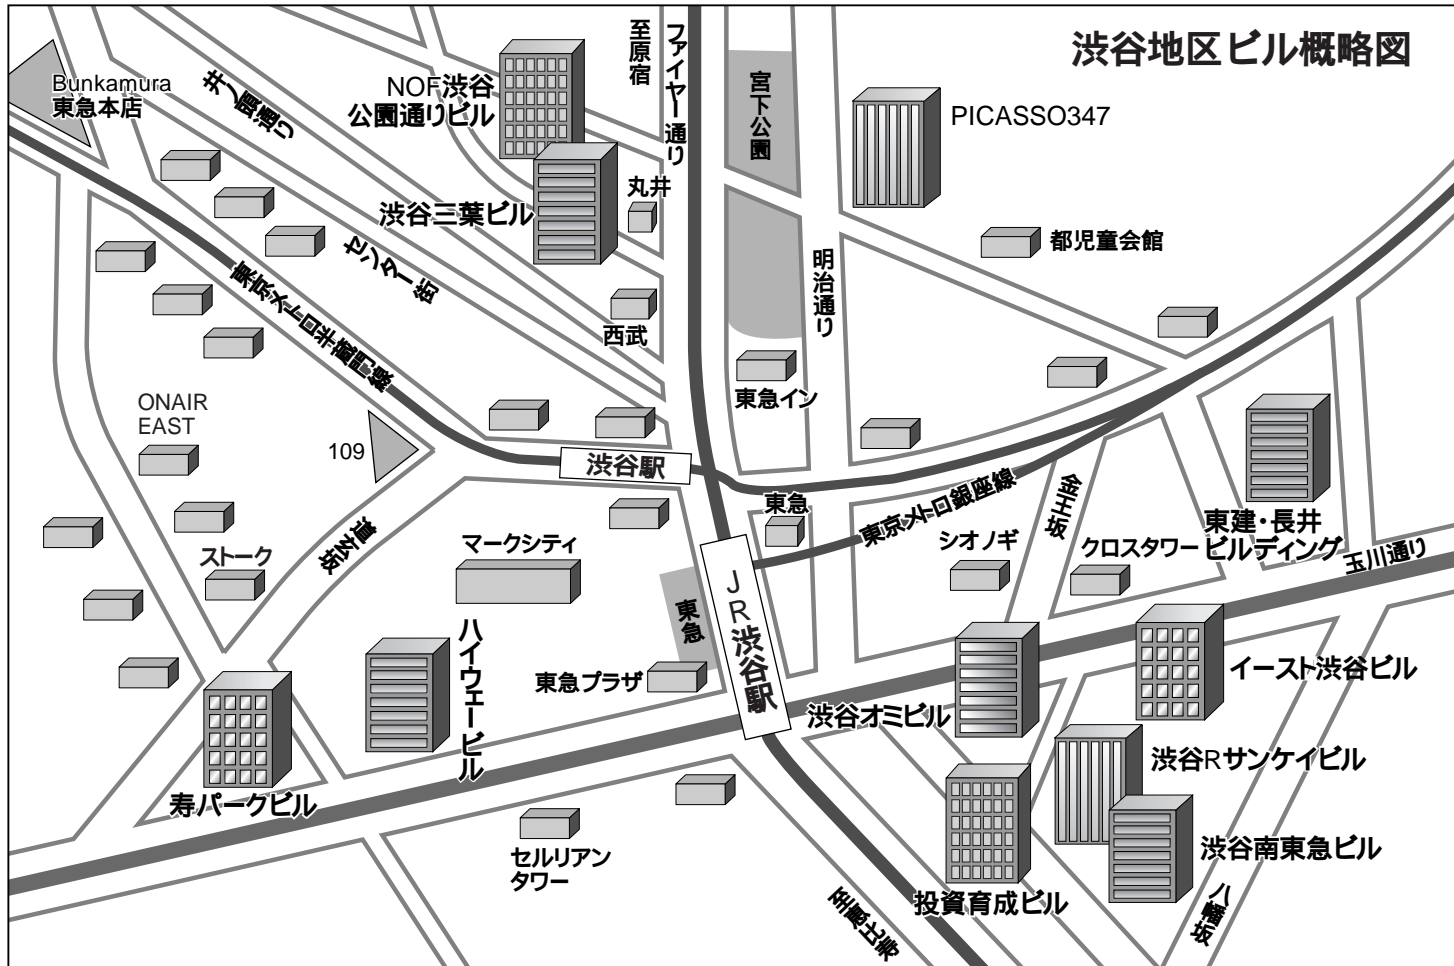 渋谷地区ビル概略図
Bunkamura
東急本店
井ノ頭通り
NOF渋谷
公園通りビル
至原宿
ファイヤー通り
宮下公園
PICASSO347
渋谷三葉ビル
丸井
都児童会館
センター街
明治通り
東京メトロ半蔵門線
西武
東急イン
ONAIR
EAST
109
渋谷駅
道玄坂
マークシティ
東急
東京メトロ銀座線
金王坂
シオノギ
クロスタワー
東建・長井
ビルディング
玉川通り
ストーク
東急
JR渋谷駅
ハイウェービル
東急プラザ
渋谷オミビル
イースト渋谷ビル
渋谷Rサンケイビル
寿パークビル
セルリアン
タワー
投資育成ビル
渋谷南東急ビル
至恵比寿
八幡坂